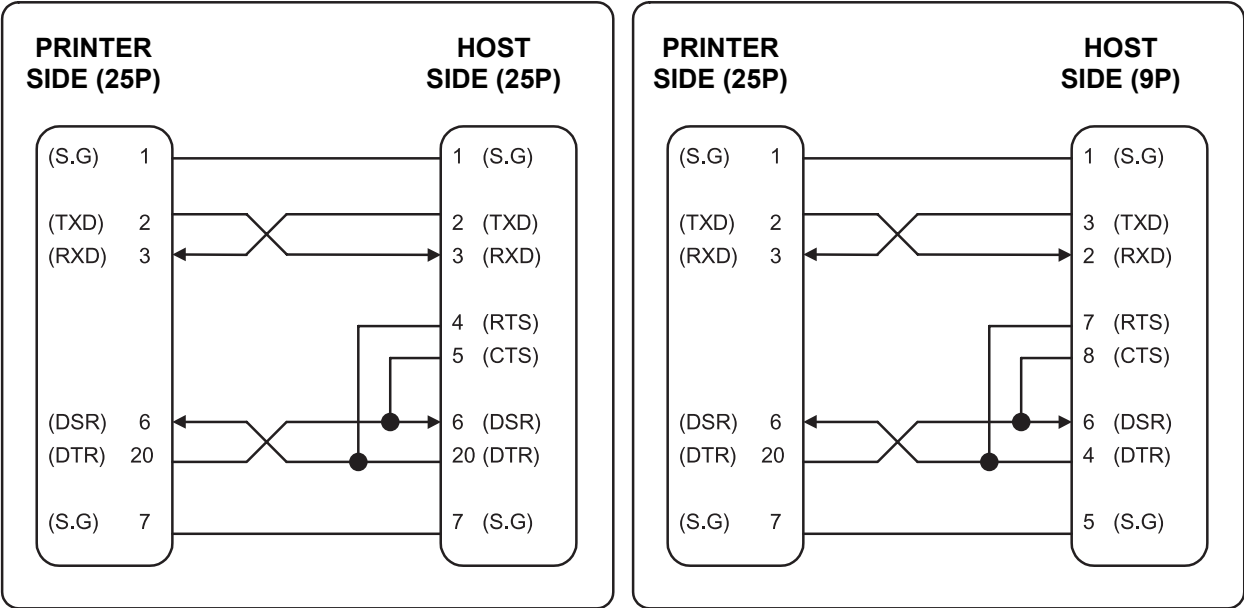 PRINTER
SIDE (25P)
HOST
SIDE (25P)
(S.G) 1
1 (S.G)
(TXD) 2
2 (TXD)
(RXD) 3
3 (RXD)
4 (RTS)
5 (CTS)
(DSR) 6
6 (DSR)
(DTR) 20
20 (DTR)
(S.G) 7
7 (S.G)
PRINTER
SIDE (25P)
HOST
SIDE (9P)
(S.G) 1
1 (S.G)
(TXD) 2
3 (TXD)
(RXD) 3
2 (RXD)
7 (RTS)
8 (CTS)
(DSR) 6
6 (DSR)
(DTR) 20
4 (DTR)
(S.G) 7
5 (S.G)